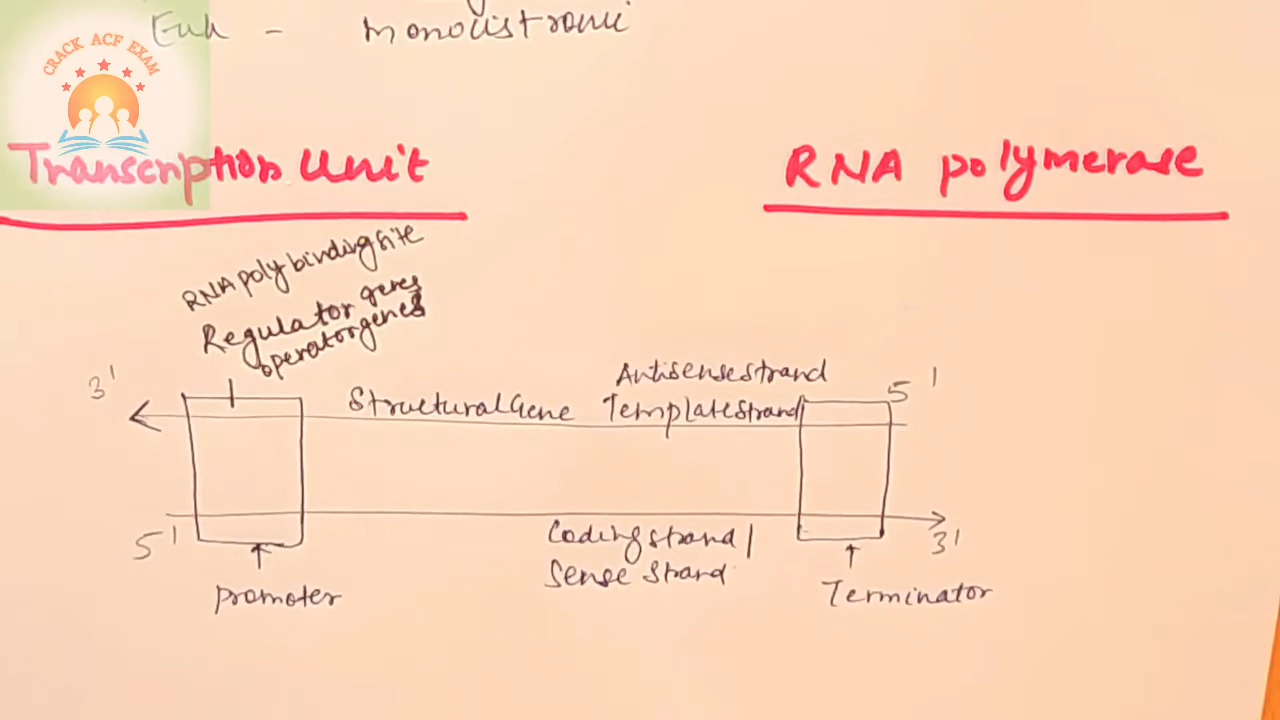 Euk - monocistronic
CRACK ACF EXAM
Transcription Unit
RNA polymerase
RNA poly binding site
Regulator genes
operator genes
3'
Structural Gene
Antisense strand
Template strand
5'
5'
Coding strand /
Sense strand
3'
Promoter
Terminator